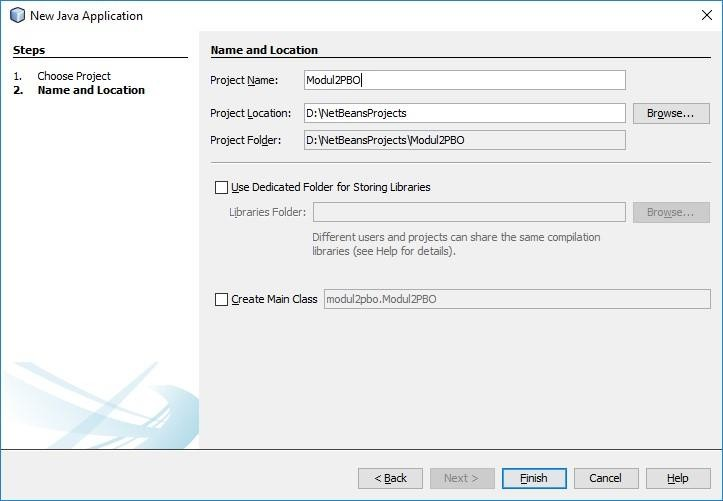 New Java Application
Steps
1. Choose Project
2. Name and Location
Name and Location
Project Name: Modul2PBO
Project Location: D:\NetBeansProjects Browse...
Project Folder: D:\NetBeansProjects\Modul2PBO
Use Dedicated Folder for Storing Libraries
Libraries Folder: Browse...
Different users and projects can share the same compilation
libraries (see Help for details).
Create Main Class modul2pbo.Modul2PBO
< Back Next > Finish Cancel Help